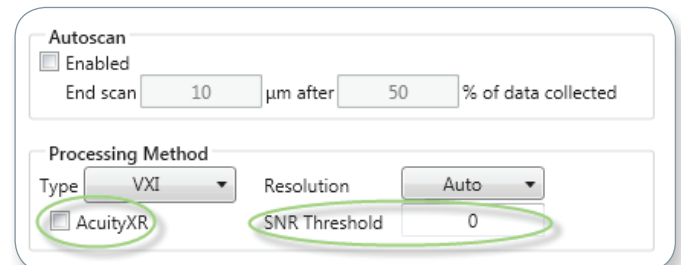 Autoscan
Enabled
End scan 10 µm after 50 % of data collected
Processing Method
Type VXI Resolution Auto
AcuityXR SNR Threshold 0